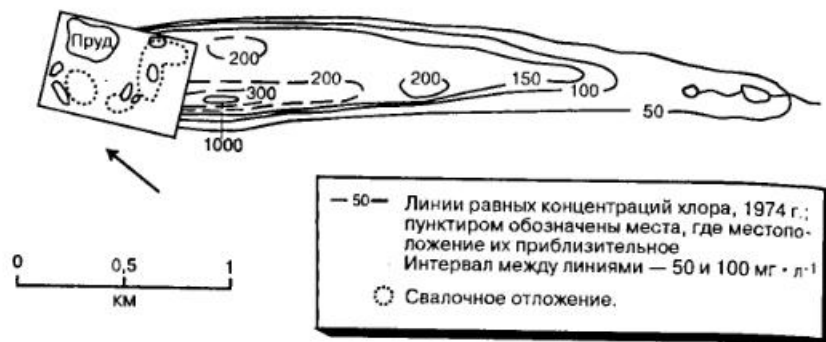 Пруд
200
300
200
200
150
100
50
1000
0
0,5
1
км
—50— Линии равных концентраций хлора, 1974 г.;
пунктиром обозначены места, где местопо-
ложение их приблизительное
Интервал между линиями — 50 и 100 мг · л⁻¹
Свалочное отложение.